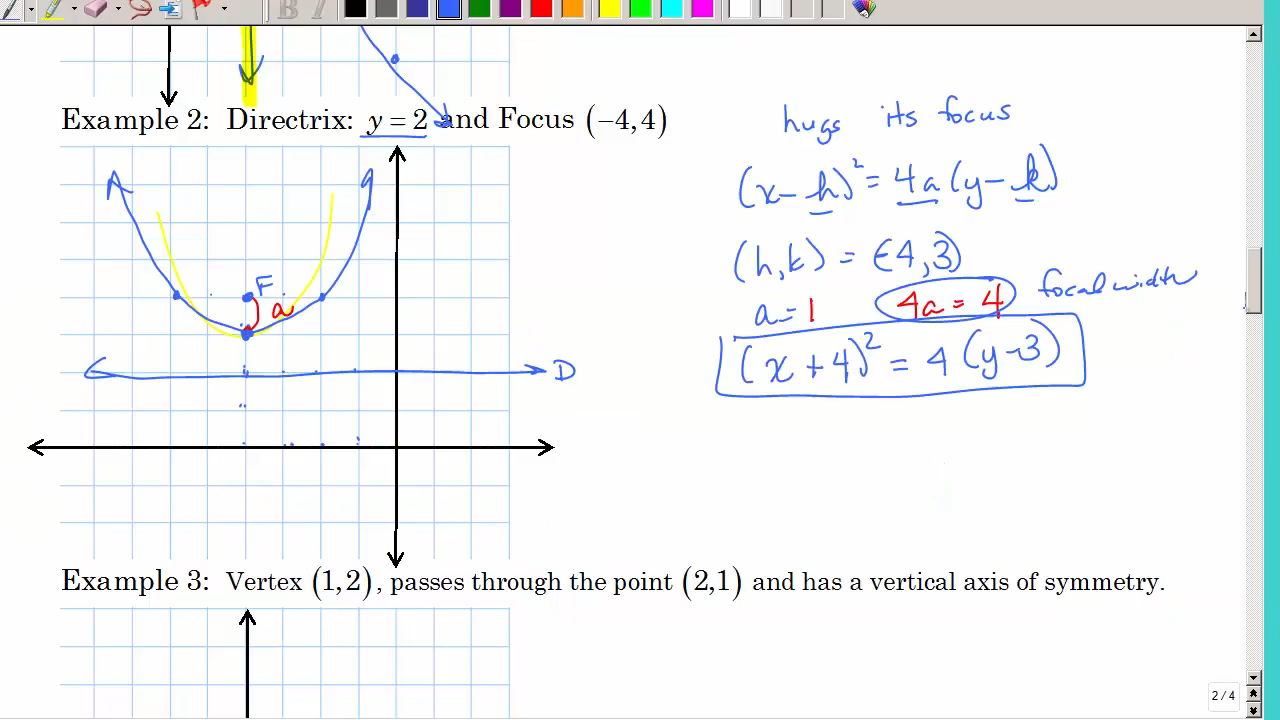 B I
Example 2: Directrix: y = 2 and Focus (−4,4)
hugs its focus
(x − h)² = 4a (y − k)
(h,k) = (-4,3)
a = 1 4a = 4 focal width
(x + 4)² = 4 (y − 3)
F
a
D
Example 3: Vertex (1,2), passes through the point (2,1) and has a vertical axis of symmetry.
2 / 4